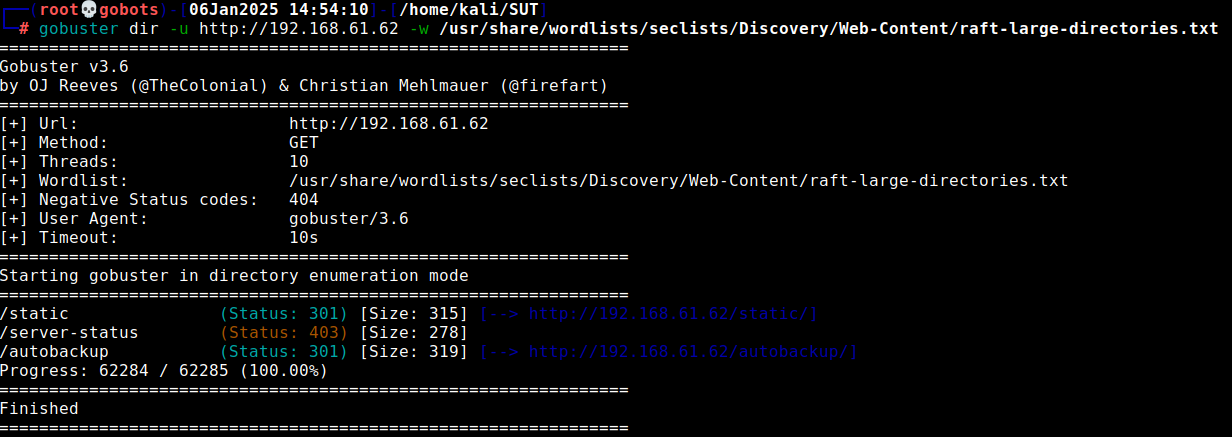 ┌──(root💀gobots)-[06Jan2025 14:54:10]-[/home/kali/SUT]
└─# gobuster dir -u http://192.168.61.62 -w /usr/share/wordlists/seclists/Discovery/Web-Content/raft-large-directories.txt
===============================================================
Gobuster v3.6
by OJ Reeves (@TheColonial) & Christian Mehlmauer (@firefart)
===============================================================
[+] Url:                     http://192.168.61.62
[+] Method:                  GET
[+] Threads:                 10
[+] Wordlist:                /usr/share/wordlists/seclists/Discovery/Web-Content/raft-large-directories.txt
[+] Negative Status codes:   404
[+] User Agent:              gobuster/3.6
[+] Timeout:                 10s
===============================================================
Starting gobuster in directory enumeration mode
===============================================================
/static               (Status: 301) [Size: 315] [--> http://192.168.61.62/static/]
/server-status        (Status: 403) [Size: 278]
/autobackup           (Status: 301) [Size: 319] [--> http://192.168.61.62/autobackup/]
Progress: 62284 / 62285 (100.00%)
===============================================================
Finished
===============================================================